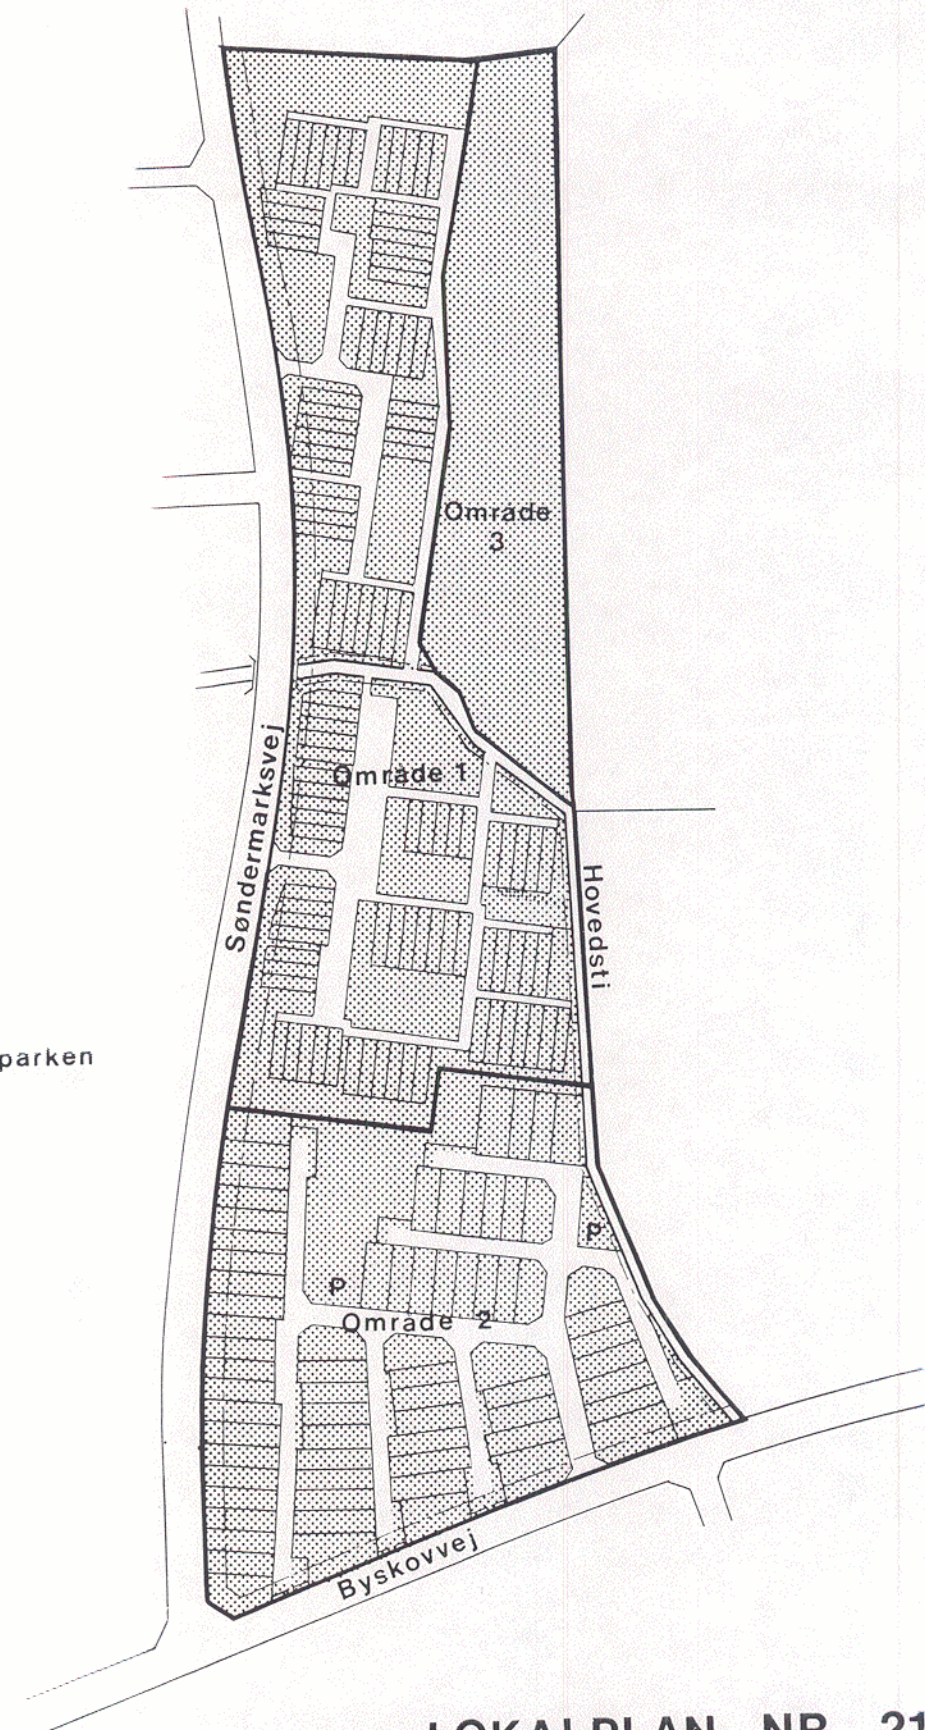 Område
3
Område 1
Søndermarksvej
Hovedsti
parken
P
P
Område 2
Byskovvej
LOKALPLAN NR. 21